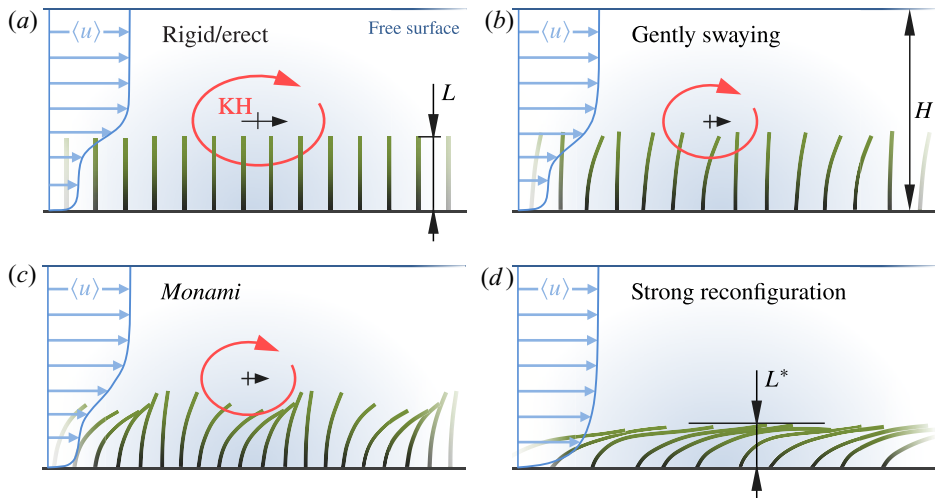 (a)
⟨u⟩
Rigid/erect
Free surface
KH
L
(b)
⟨u⟩
Gently swaying
H
(c)
⟨u⟩
Monami
(d)
⟨u⟩
Strong reconfiguration
L*